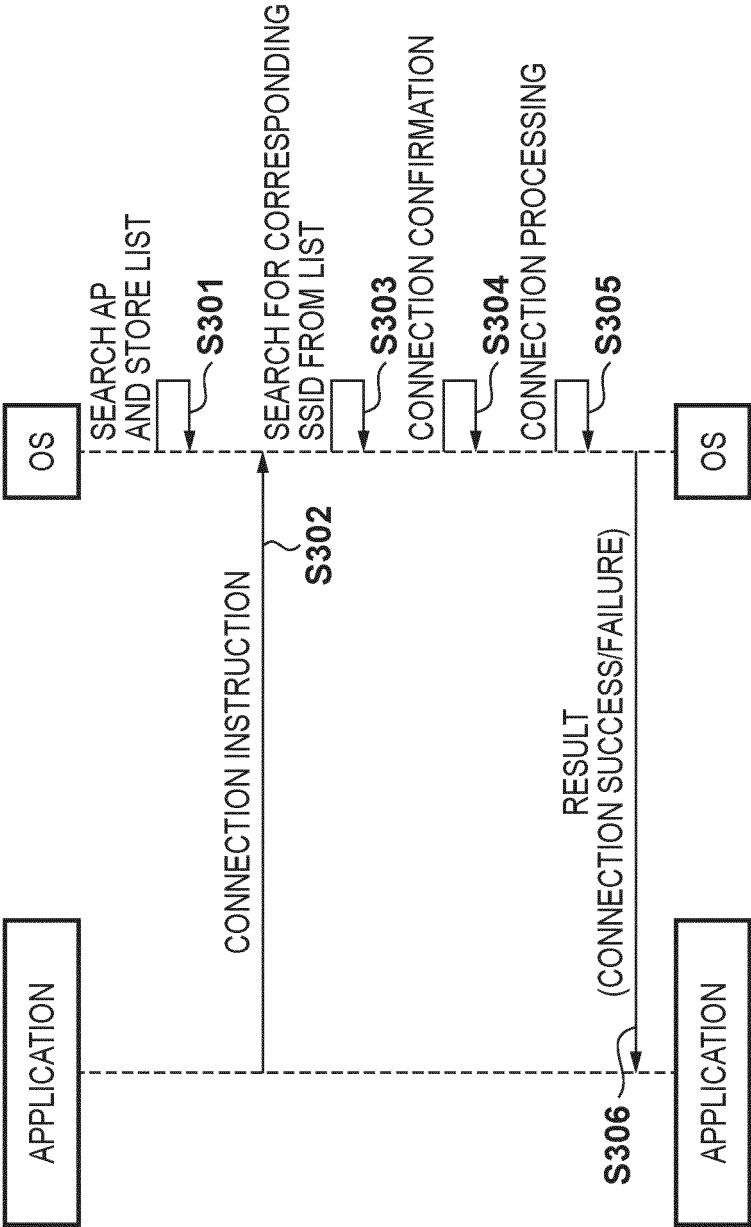 APPLICATION
OS
SEARCH AP
AND STORE LIST
S301
CONNECTION INSTRUCTION
S302
SEARCH FOR CORRESPONDING
SSID FROM LIST
S303
CONNECTION CONFIRMATION
S304
CONNECTION PROCESSING
S305
RESULT
(CONNECTION SUCCESS/FAILURE)
S306
APPLICATION
OS